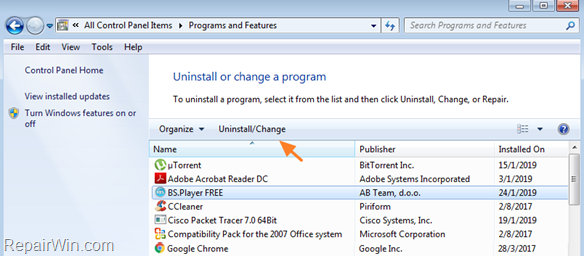 « All Control Panel Items ▸ Programs and Features
Search Programs and Features
File Edit View Tools Help
Control Panel Home
View installed updates
Turn Windows features on or off
Uninstall or change a program
To uninstall a program, select it from the list and then click Uninstall, Change, or Repair.
Organize Uninstall/Change
Name Publisher Installed On
µTorrent BitTorrent Inc. 15/1/2019
Adobe Acrobat Reader DC Adobe Systems Incorporated 3/1/2019
BS.Player FREE AB Team, d.o.o. 24/1/2019
CCleaner Piriform 2/8/2017
Cisco Packet Tracer 7.0 64Bit Cisco Systems, Inc. 19/1/2019
Compatibility Pack for the 2007 Office system Microsoft Corporation 2/8/2017
Google Chrome Google Inc. 28/3/2017
RepairWin.com